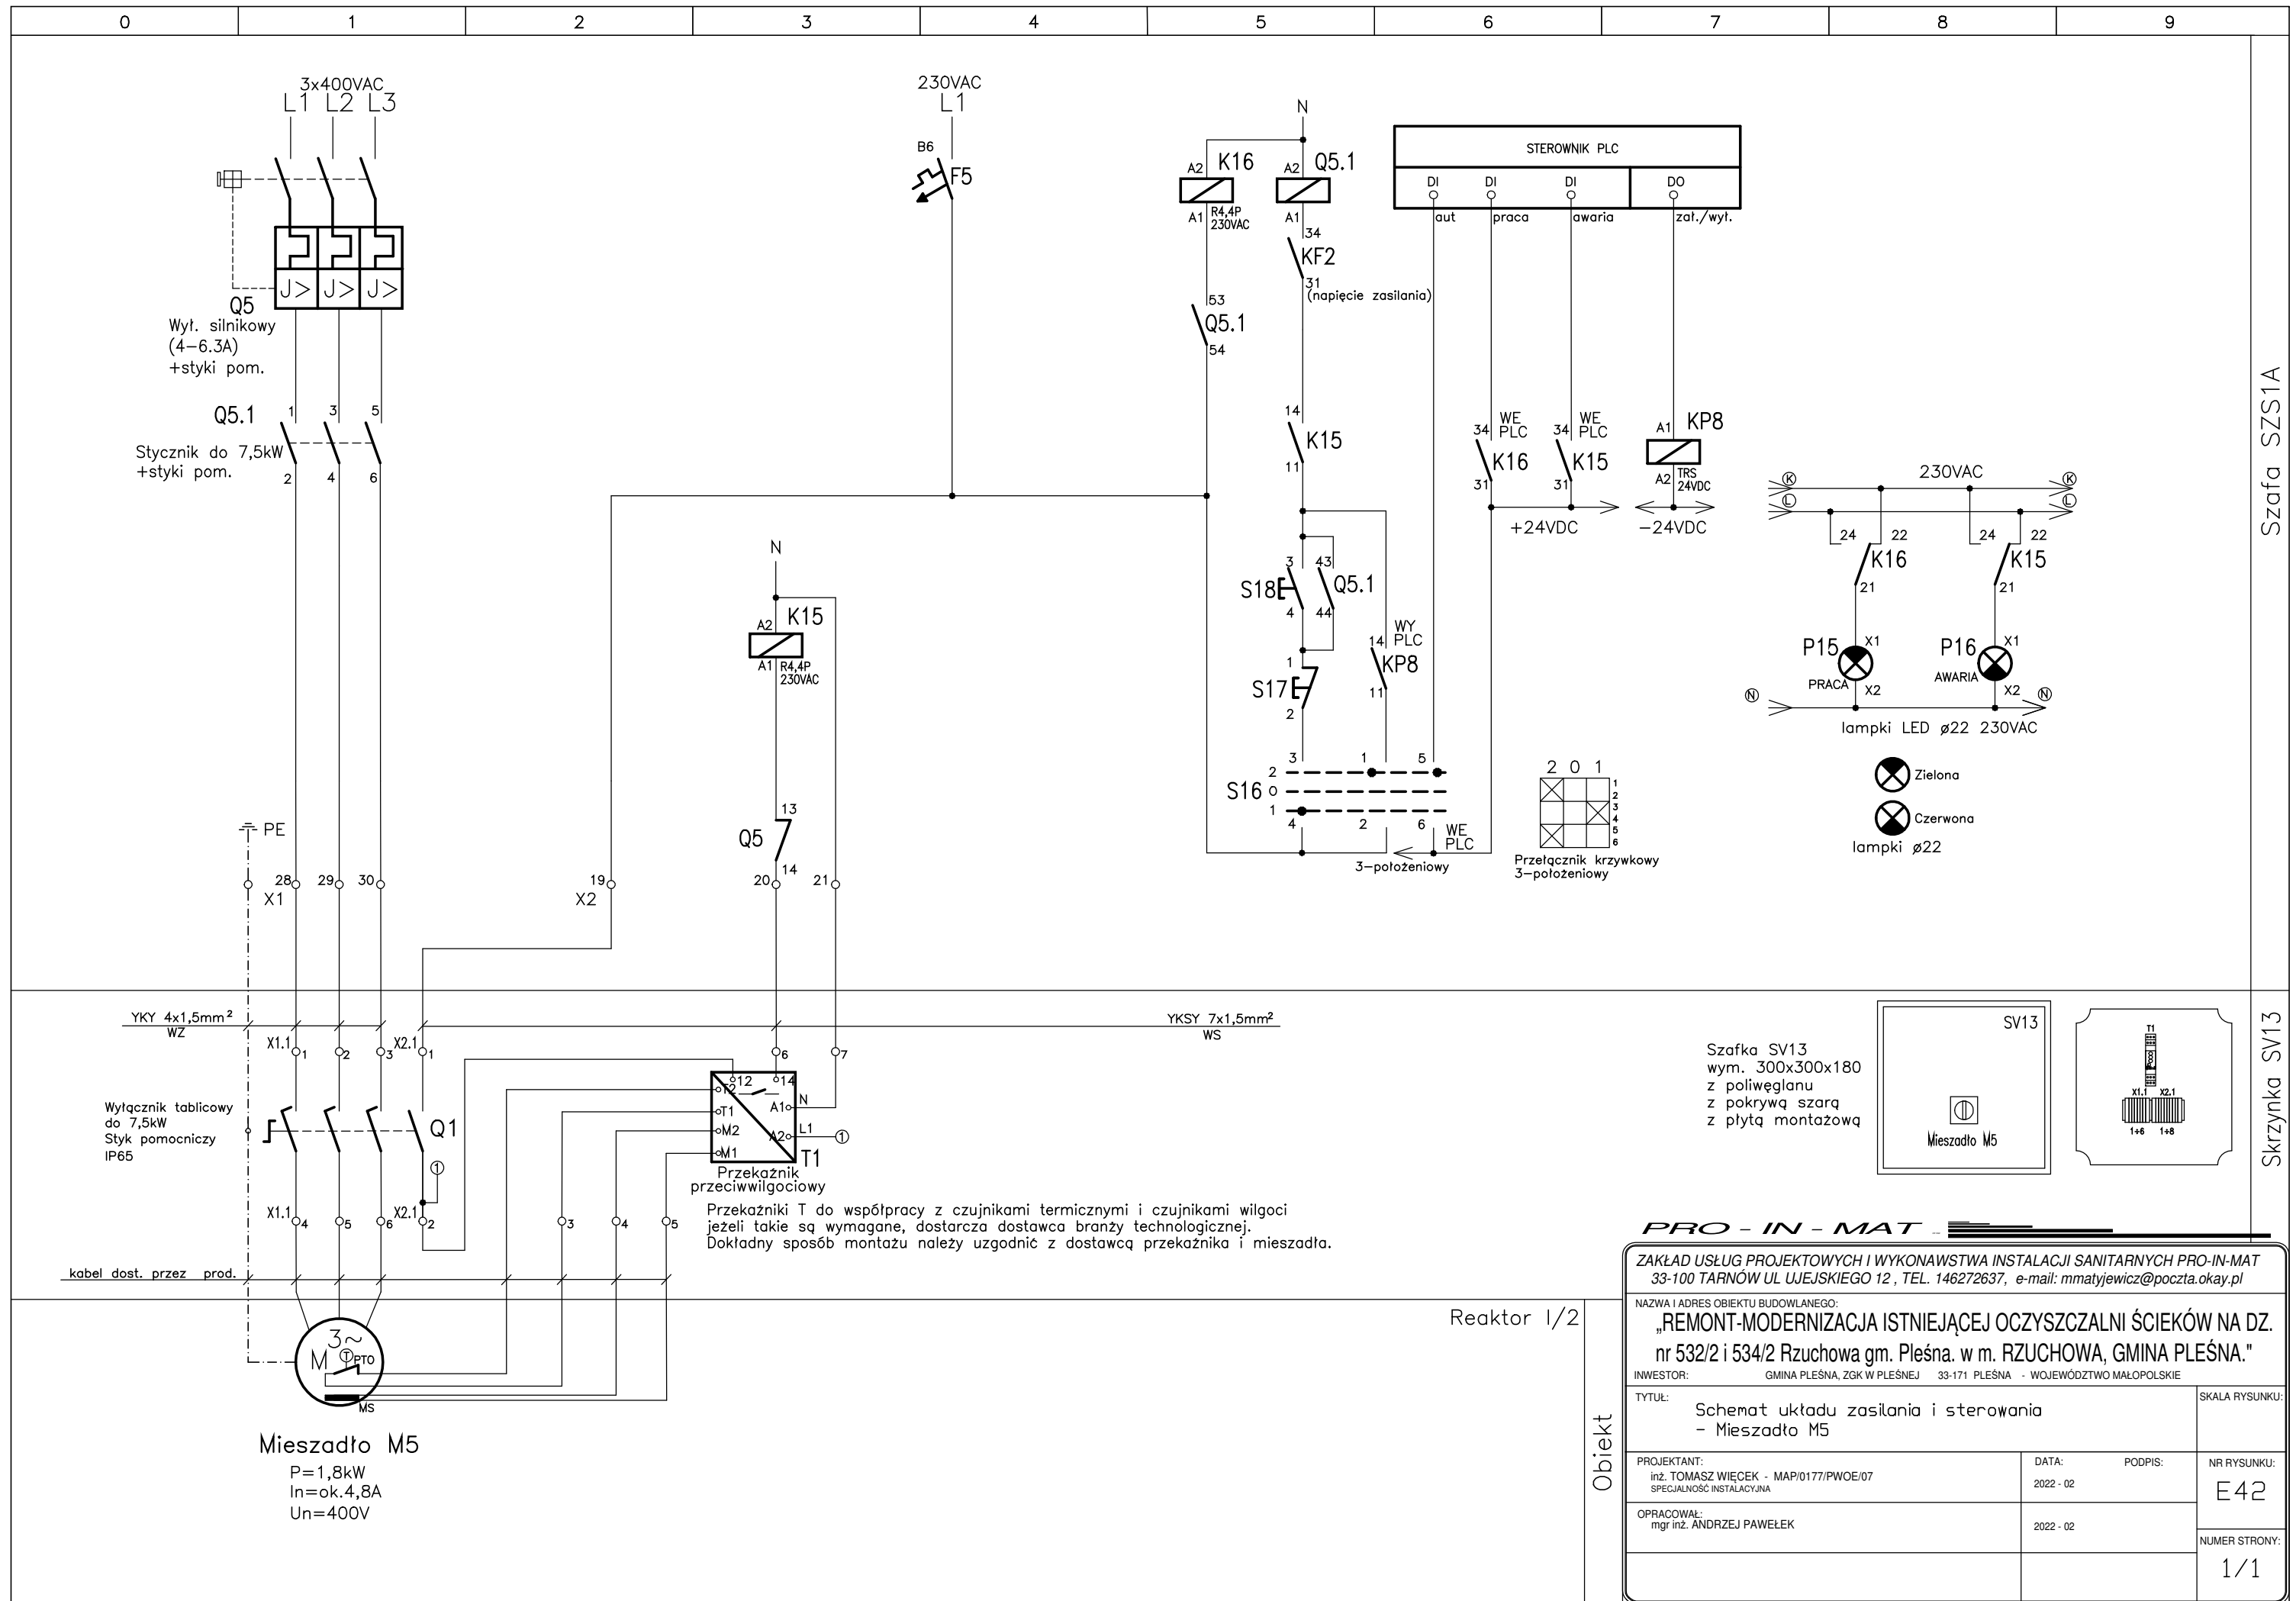 0 1 2 3 4 5 6 7 8 9
3x400VAC
L1 L2 L3
Q5
Wył. silnikowy
(4-6.3A)
+styki pom.
J> J> J>
Q5.1
1 3 5
Stycznik do 7,5kW
+styki pom.
2 4 6
PE
28 29 30
X1
19
X2
230VAC
L1
B6
F5
N
A2 K15
A1 R4,4P
230VAC
13
Q5
14
20 21
N
A2 K16
A1 R4,4P
230VAC
A2 Q5.1
A1
34
KF2
31
(napięcie zasilania)
53
Q5.1
54
14
K15
11
3 43
S18 Q5.1
4 44
1
S17
2
WY
14 PLC
KP8
11
3 1 5
2
S16 0
1
4 2 6
WE
PLC
3-położeniowy
STEROWNIK PLC
DI DI DI DO
aut praca awaria zał./wył.
34 WE
PLC
K16
31
34 WE
PLC
K15
31
+24VDC
A1 KP8
A2 TRS
24VDC
-24VDC
2 0 1
1
2
3
4
5
6
Przełącznik krzywkowy
3-położeniowy
230VAC
K K
L L
24 22 24 22
K16 K15
21 21
P15 X1 P16 X1
PRACA X2 AWARIA X2
N N
lampki LED ø22 230VAC
Zielona
Czerwona
lampki ø22
Szafa SZS1A
YKY 4x1,5mm²
WZ
YKSY 7x1,5mm²
WS
X1.1 1 2 3 X2.1 1 6 7
Wyłącznik tablicowy
do 7,5kW
Styk pomocniczy
IP65
Q1
1
12 14
T2
T1
M2
M1
A1 N
A2 L1 1
T1
Przekaźnik
przeciwwilgociowy
X1.1 4 5 6 X2.1 2 3 4 5
Przekaźniki T do współpracy z czujnikami termicznymi i czujnikami wilgoci
jeżeli takie są wymagane, dostarcza dostawca branży technologicznej.
Dokładny sposób montażu należy uzgodnić z dostawcą przekaźnika i mieszadła.
kabel dost. przez prod.
Szafka SV13
wym. 300x300x180
z poliwęglanu
z pokrywą szarą
z płytą montażową
SV13
Mieszadło M5
T1
X1.1 X2.1
1÷6 1÷8
Skrzynka SV13
3~
M T PTO
MS
Mieszadło M5
P=1,8kW
In=ok.4,8A
Un=400V
Reaktor I/2
Obiekt
PRO - IN - MAT
ZAKŁAD USŁUG PROJEKTOWYCH I WYKONAWSTWA INSTALACJI SANITARNYCH PRO-IN-MAT
33-100 TARNÓW UL UJEJSKIEGO 12 , TEL. 146272637, e-mail: mmatyjewicz@poczta.okay.pl
NAZWA I ADRES OBIEKTU BUDOWLANEGO:
„REMONT-MODERNIZACJA ISTNIEJĄCEJ OCZYSZCZALNI ŚCIEKÓW NA DZ.
nr 532/2 i 534/2 Rzuchowa gm. Pleśna. w m. RZUCHOWA, GMINA PLEŚNA."
INWESTOR: GMINA PLEŚNA, ZGK W PLEŚNEJ 33-171 PLEŚNA - WOJEWÓDZTWO MAŁOPOLSKIE
TYTUŁ:
Schemat układu zasilania i sterowania
- Mieszadło M5
SKALA RYSUNKU:
PROJEKTANT:
inż. TOMASZ WIĘCEK - MAP/0177/PWOE/07
SPECJALNOŚĆ INSTALACYJNA
DATA: PODPIS:
2022 - 02
NR RYSUNKU:
E42
OPRACOWAŁ:
mgr inż. ANDRZEJ PAWEŁEK
2022 - 02
NUMER STRONY:
1/1